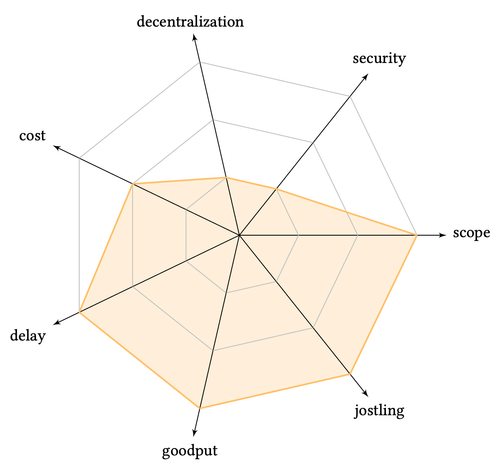 decentralization
security
cost
scope
delay
jostling
goodput